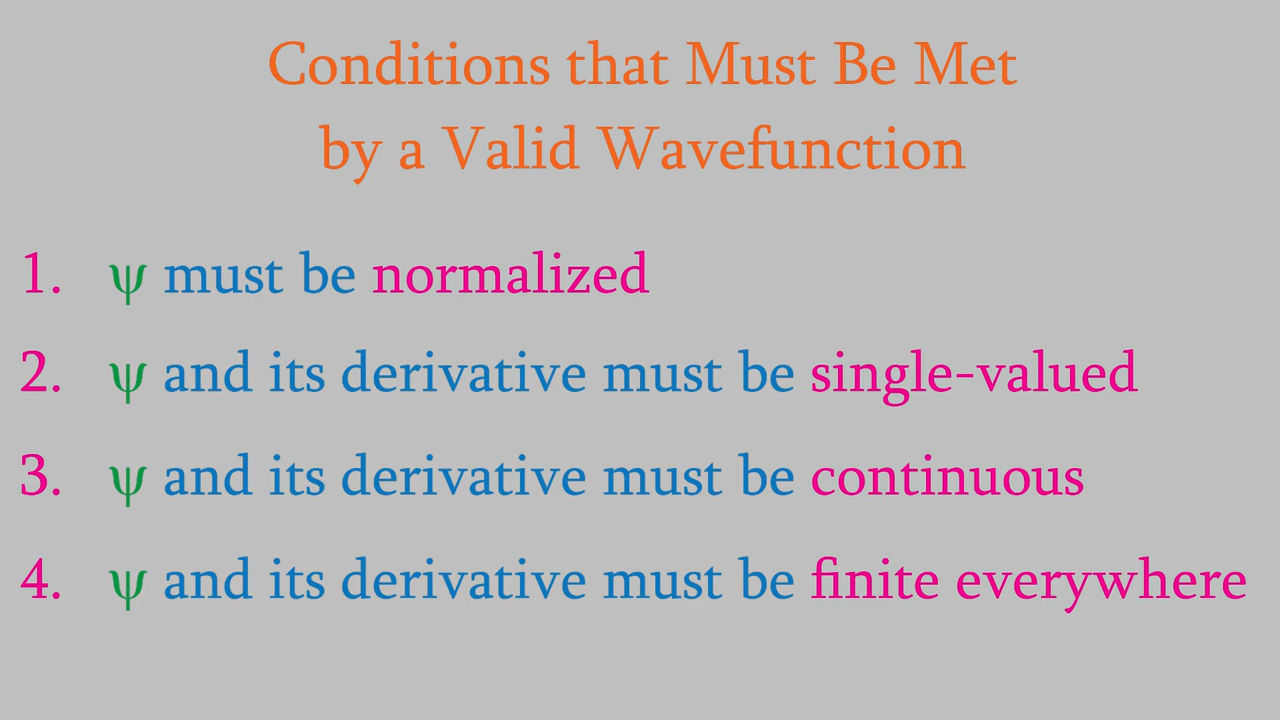 Conditions that Must Be Met
by a Valid Wavefunction
1. ψ must be normalized
2. ψ and its derivative must be single-valued
3. ψ and its derivative must be continuous
4. ψ and its derivative must be finite everywhere